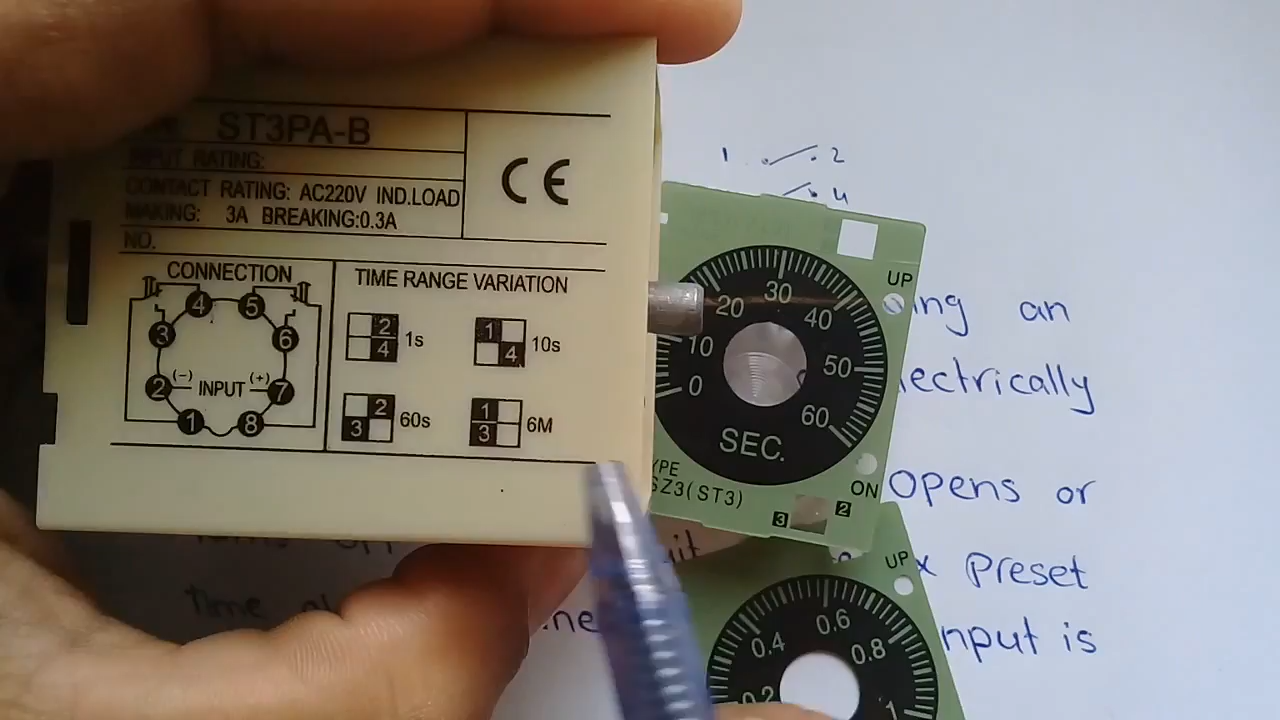 ST3PA-B
INPUT RATING:
CONTACT RATING: AC220V IND.LOAD
MAKING: 3A BREAKING:0.3A
NO.
CE
CONNECTION
4 5
3 6
2 (-) INPUT (+) 7
1 8
TIME RANGE VARIATION
2 4 1s
1 4 10s
2 3 60s
1 3 6M
1 2
4
UP
0 10 20 30 40 50 60
SEC.
SZ3(ST3)
ON
3 2
UP
0.4 0.6 0.8 1
ing an
lectrically
opens or
x preset
Time
nput is